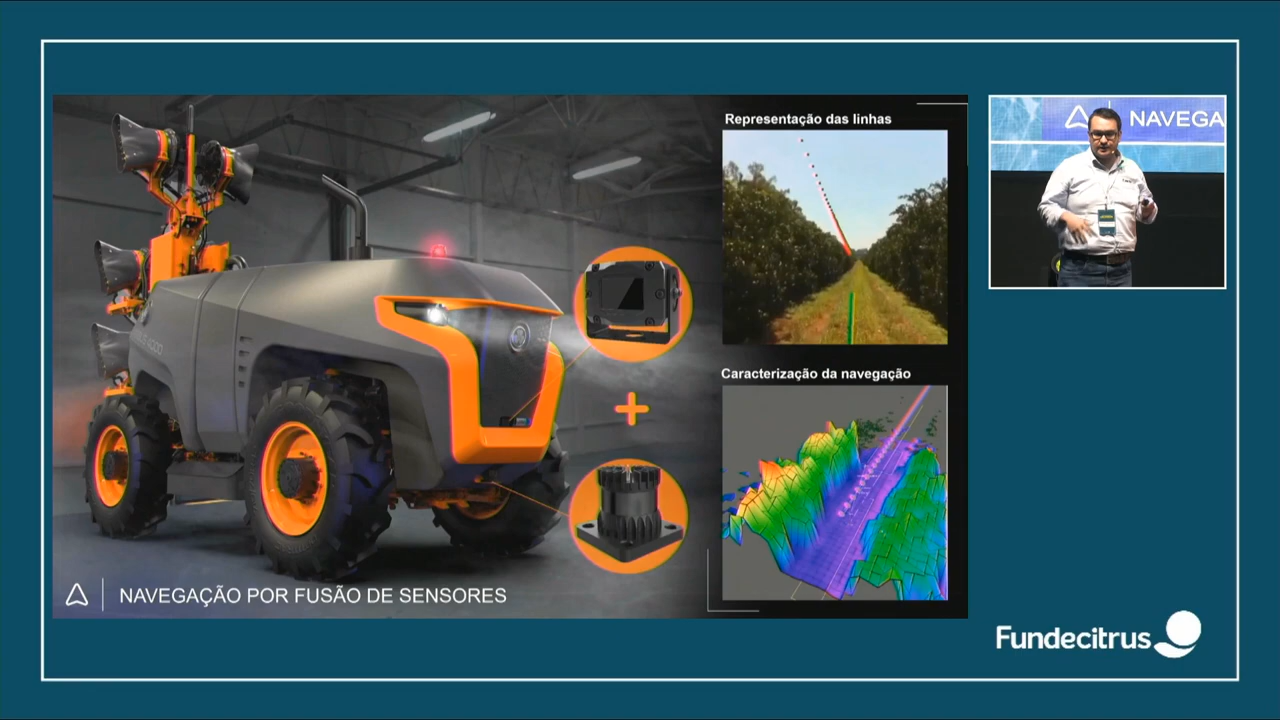 Representação das linhas
NAVEGA
Caracterização da navegação
NAVEGAÇÃO POR FUSÃO DE SENSORES
Fundecitrus